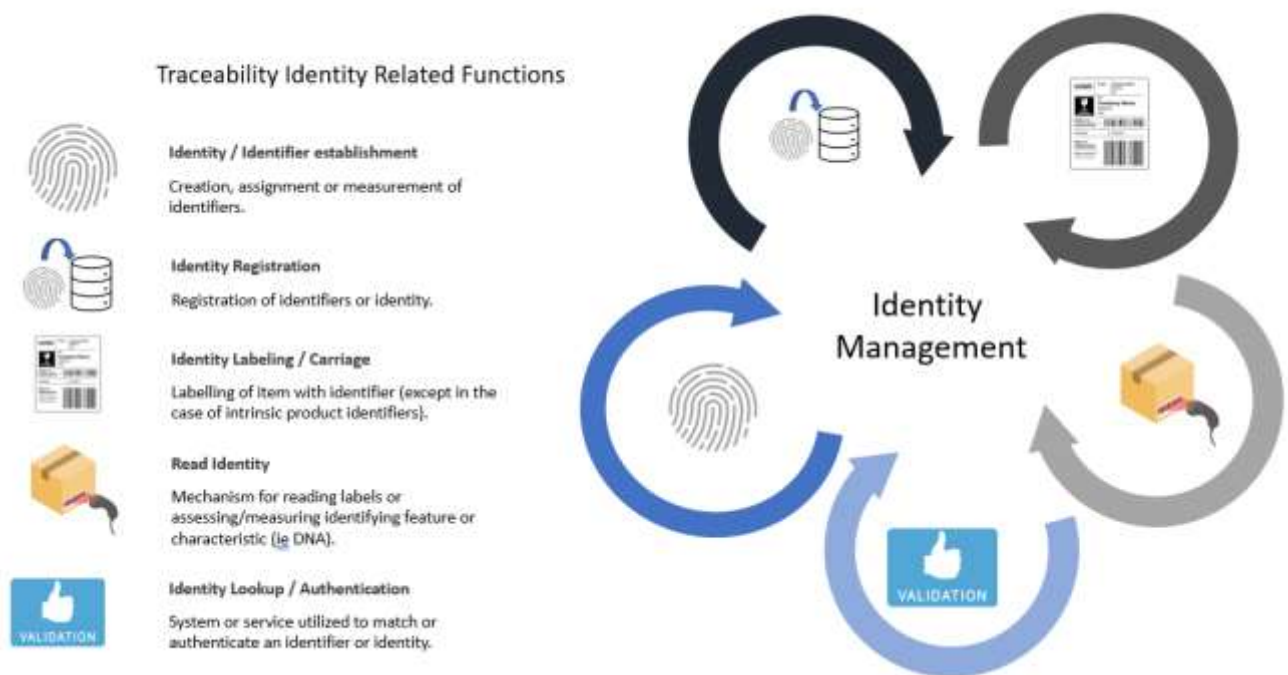 Traceability Identity Related Functions
Identity / Identifier establishment
Creation, assignment or measurement of
identifiers.
Identity Registration
Registration of identifiers or identity.
Identity Labeling / Carriage
Labelling of item with identifier (except in the
case of intrinsic product identifiers).
Read Identity
Mechanism for reading labels or
assessing/measuring identifying feature or
characteristic (ie DNA).
VALIDATION
Identity Lookup / Authentication
System or service utilized to match or
authenticate an identifier or identity.
Identity
Management
VALIDATION